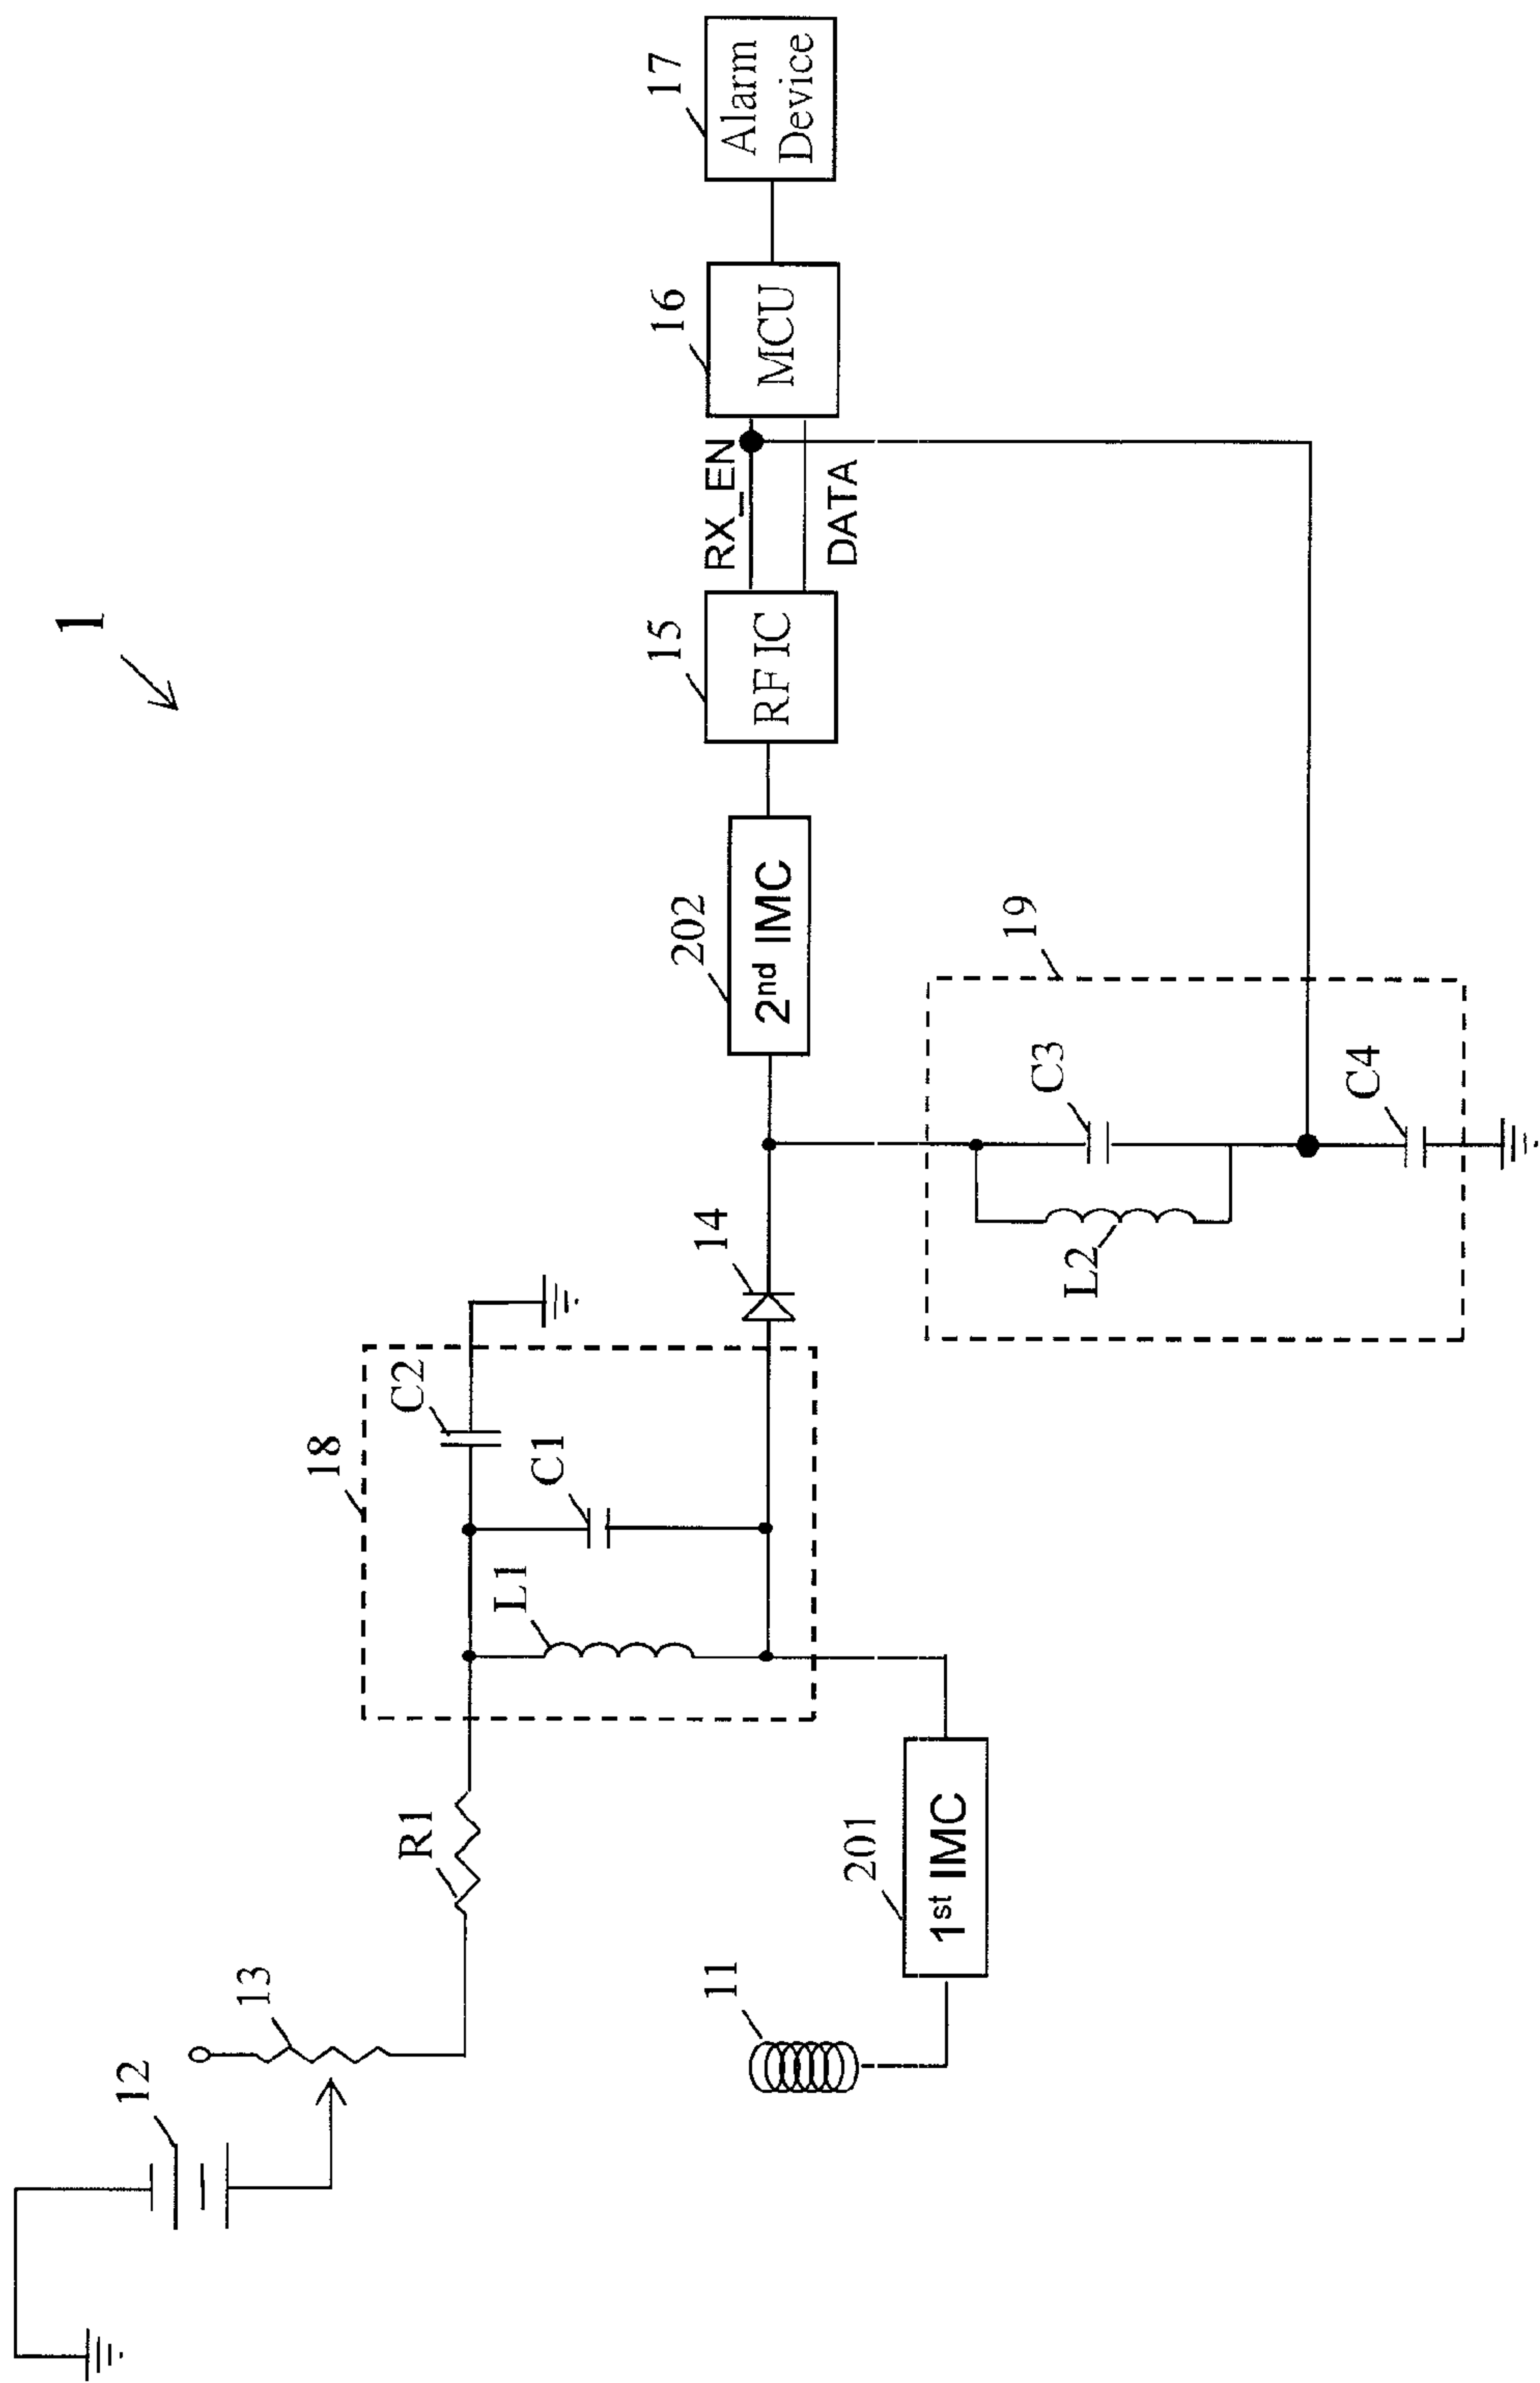 1
12
13
R1
18
L1
C1
C2
14
11
201
1st IMC
202
2nd IMC
15
RF IC
RX_EN
DATA
16
MCU
17
Alarm
Device
19
L2
C3
C4